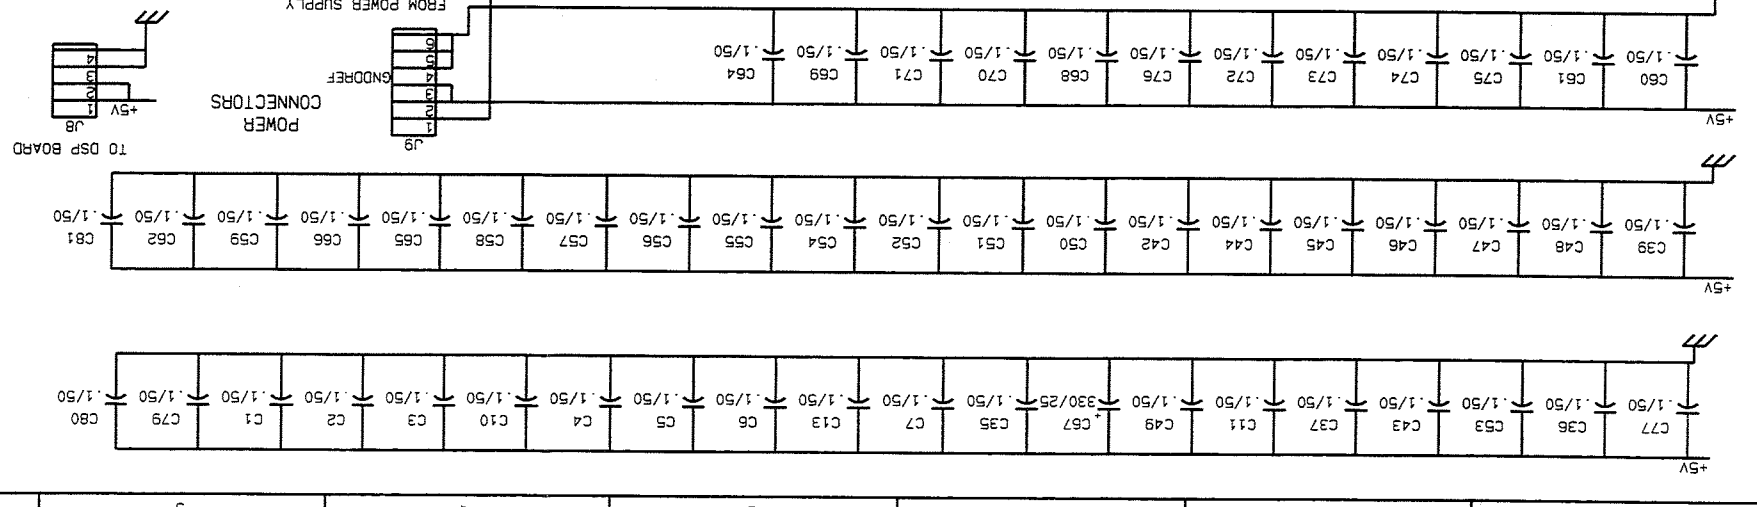 +5V
C77 C36 C53 C43 C37 C11 C49 + C67 C35 C7 C13 C6 C5 C4 C10 C3 C2 C1 C79 C80
.1/50 .1/50 .1/50 .1/50 .1/50 .1/50 .1/50 330/25 .1/50 .1/50 .1/50 .1/50 .1/50 .1/50 .1/50 .1/50 .1/50 .1/50 .1/50 .1/50
+5V
C39 C48 C47 C46 C45 C44 C42 C50 C51 C52 C54 C55 C56 C57 C58 C65 C66 C59 C62 C81
.1/50 .1/50 .1/50 .1/50 .1/50 .1/50 .1/50 .1/50 .1/50 .1/50 .1/50 .1/50 .1/50 .1/50 .1/50 .1/50 .1/50 .1/50 .1/50 .1/50
+5V
C60 C61 C75 C74 C73 C72 C76 C68 C70 C71 C69 C64
.1/50 .1/50 .1/50 .1/50 .1/50 .1/50 .1/50 .1/50 .1/50 .1/50 .1/50 .1/50
J9
1
2
3
4
5
6
GNDDREF
FROM POWER SUPPLY
POWER
CONNECTORS
TO DSP BOARD
J8
+5V
1
2
3
4